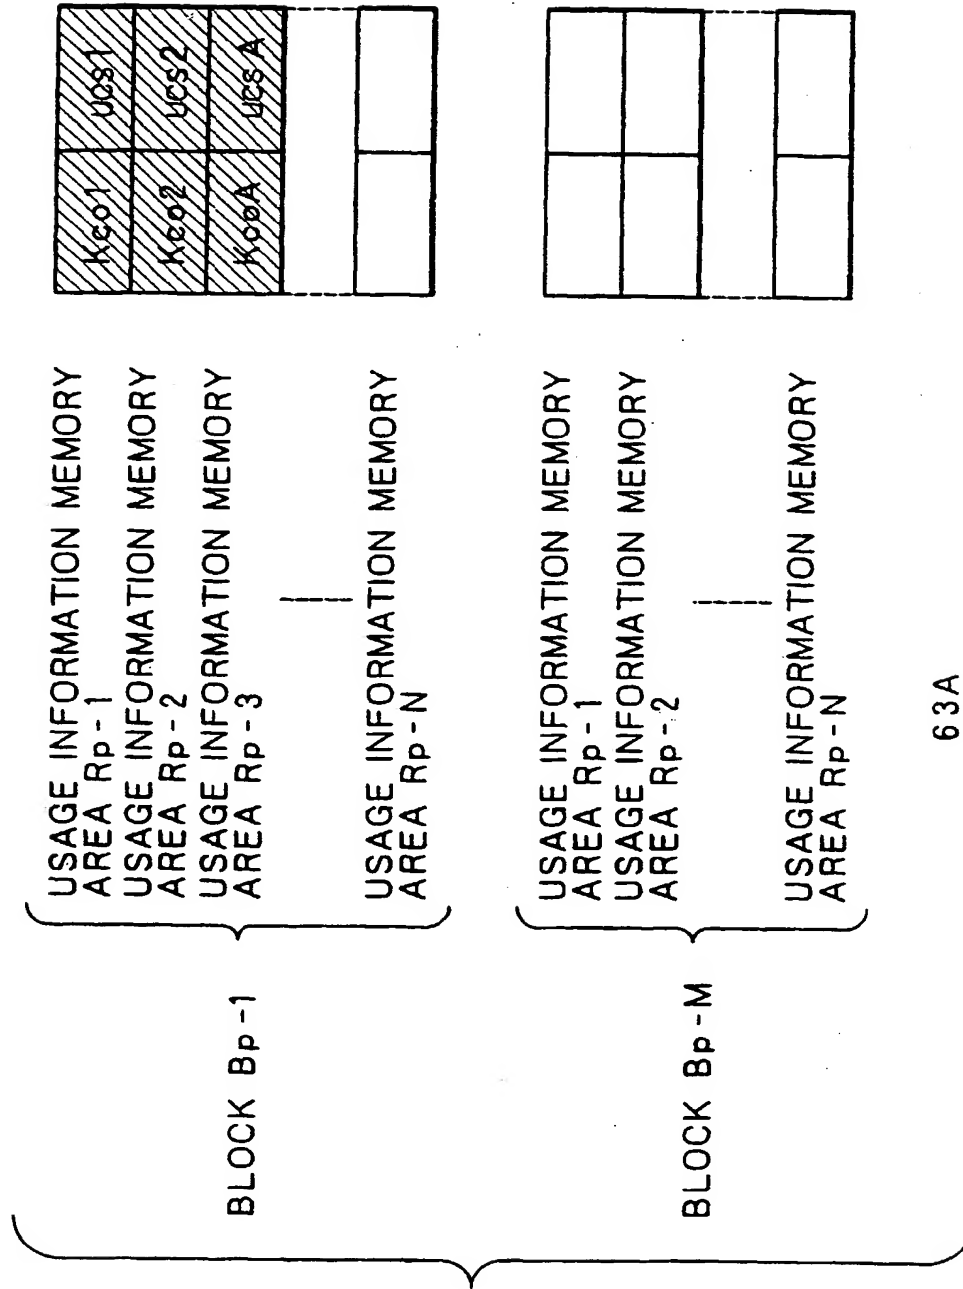 BLOCK Bp-1
USAGE INFORMATION MEMORY
AREA Rp-1
Kco1 ucs1
USAGE INFORMATION MEMORY
AREA Rp-2
Kco2 ucs2
USAGE INFORMATION MEMORY
AREA Rp-3
KcoA ucsA
USAGE INFORMATION MEMORY
AREA Rp-N
BLOCK Bp-M
USAGE INFORMATION MEMORY
AREA Rp-1
USAGE INFORMATION MEMORY
AREA Rp-2
USAGE INFORMATION MEMORY
AREA Rp-N
63A